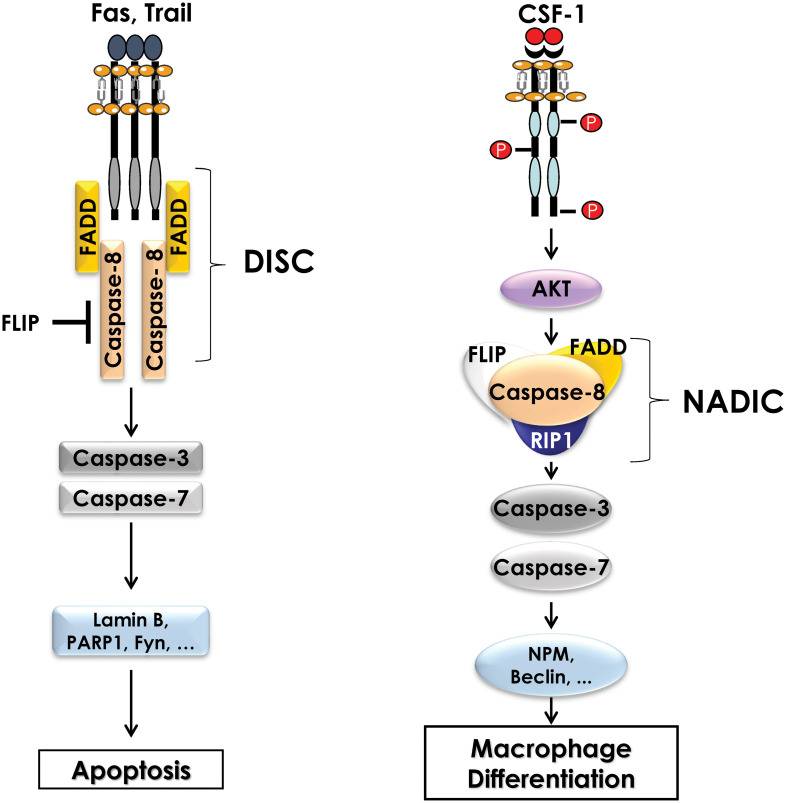 Fas, Trail
FADD
FADD
Caspase-8
Caspase- 8
DISC
FLIP
Caspase-3
Caspase-7
Lamin B,
PARP1, Fyn, ...
Apoptosis
CSF-1
P
P
P
AKT
FLIP
FADD
Caspase-8
RIP1
NADIC
Caspase-3
Caspase-7
NPM,
Beclin, ...
Macrophage
Differentiation